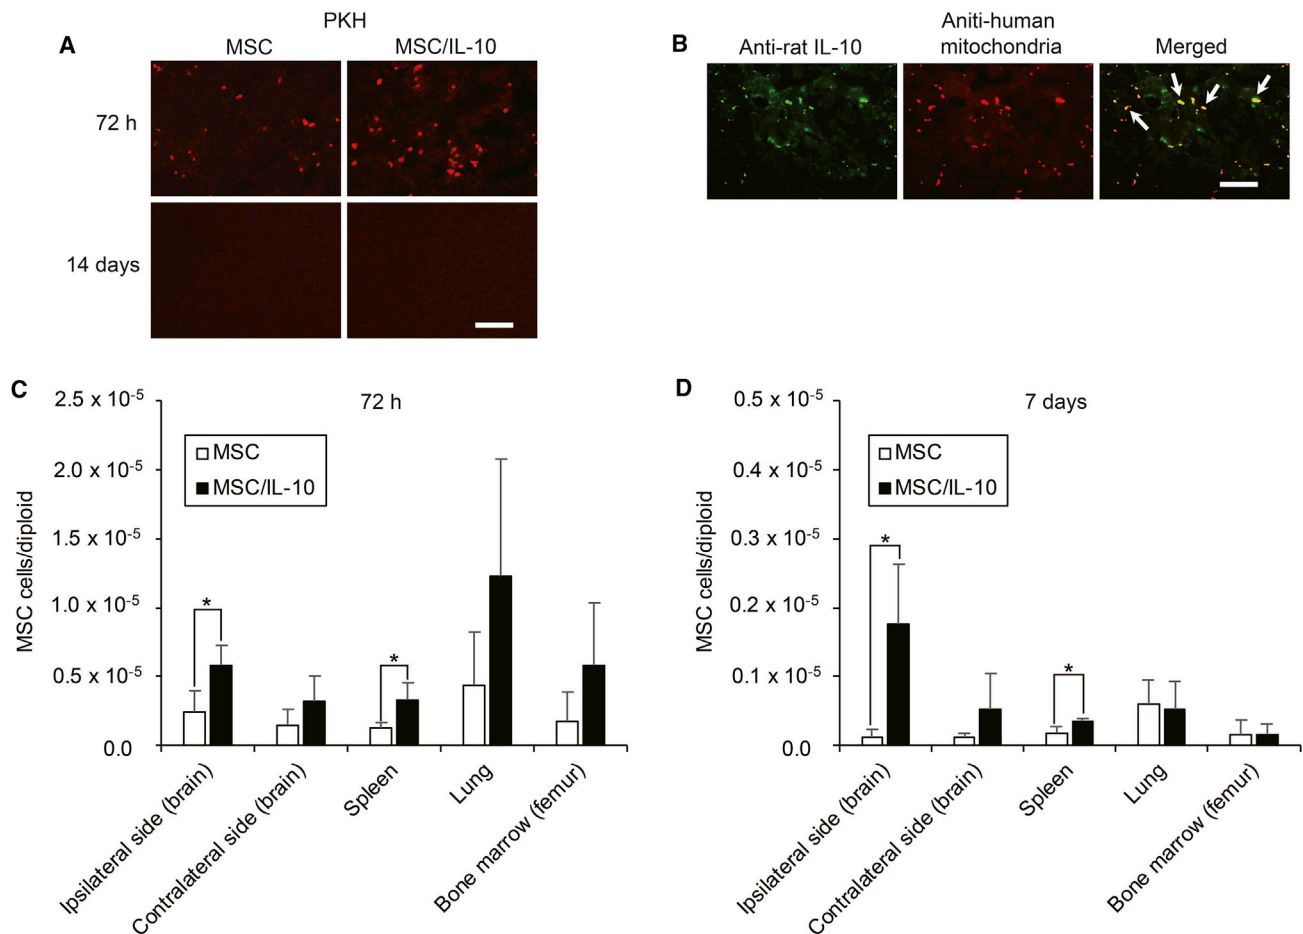 A
PKH
MSC
MSC/IL-10
72 h
14 days
B
Anti-rat IL-10
Aniti-human
mitochondria
Merged
C
72 h
MSC cells/diploid
2.5 x 10⁻⁵
2.0 x 10⁻⁵
1.5 x 10⁻⁵
1.0 x 10⁻⁵
0.5 x 10⁻⁵
0.0
MSC
MSC/IL-10
*
*
Ipsilateral side (brain)
Contralateral side (brain)
Spleen
Lung
Bone marrow (femur)
D
7 days
MSC cells/diploid
0.5 x 10⁻⁵
0.4 x 10⁻⁵
0.3 x 10⁻⁵
0.2 x 10⁻⁵
0.1 x 10⁻⁵
0.0
MSC
MSC/IL-10
*
*
Ipsilateral side (brain)
Contralateral side (brain)
Spleen
Lung
Bone marrow (femur)